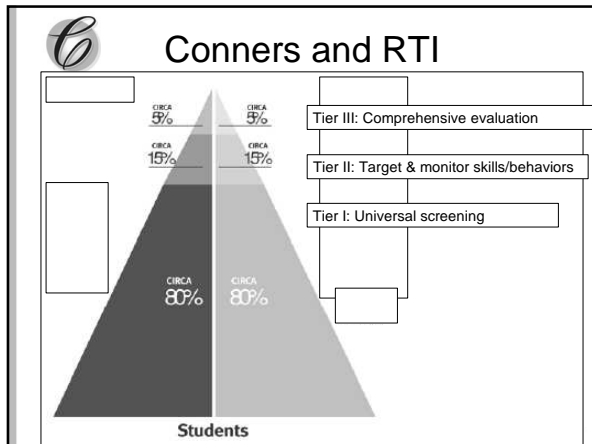 Conners and RTI
CIRCA CIRCA
5% 5%
Tier III: Comprehensive evaluation
CIRCA CIRCA
15% 15%
Tier II: Target & monitor skills/behaviors
Tier I: Universal screening
CIRCA CIRCA
80% 80%
Students